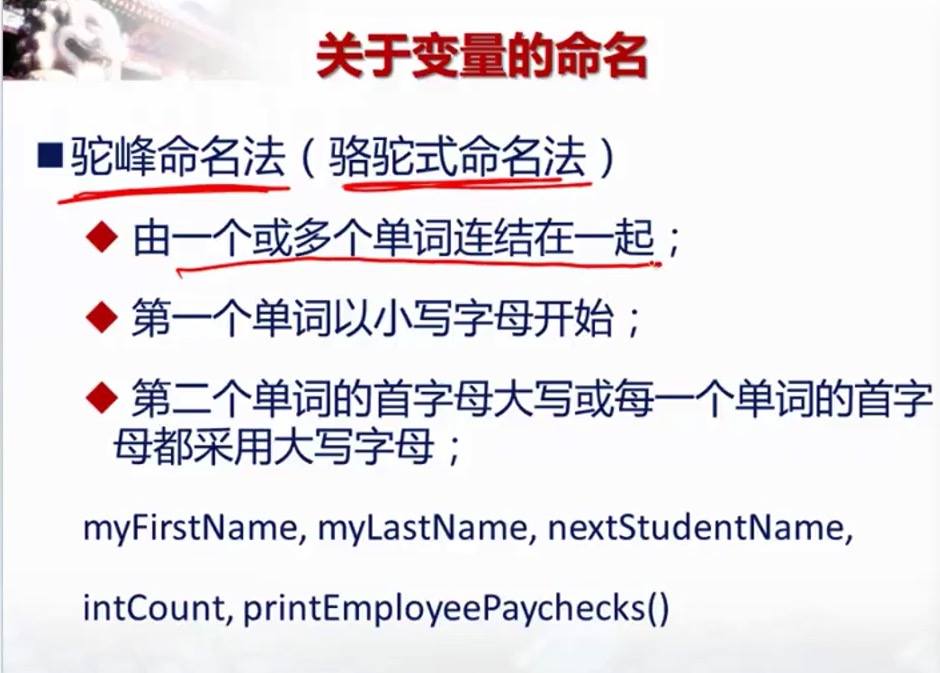 关于变量的命名
驼峰命名法（骆驼式命名法）
由一个或多个单词连结在一起；
第一个单词以小写字母开始；
第二个单词的首字母大写或每一个单词的首字
母都采用大写字母；
myFirstName, myLastName, nextStudentName,
intCount, printEmployeePaychecks()